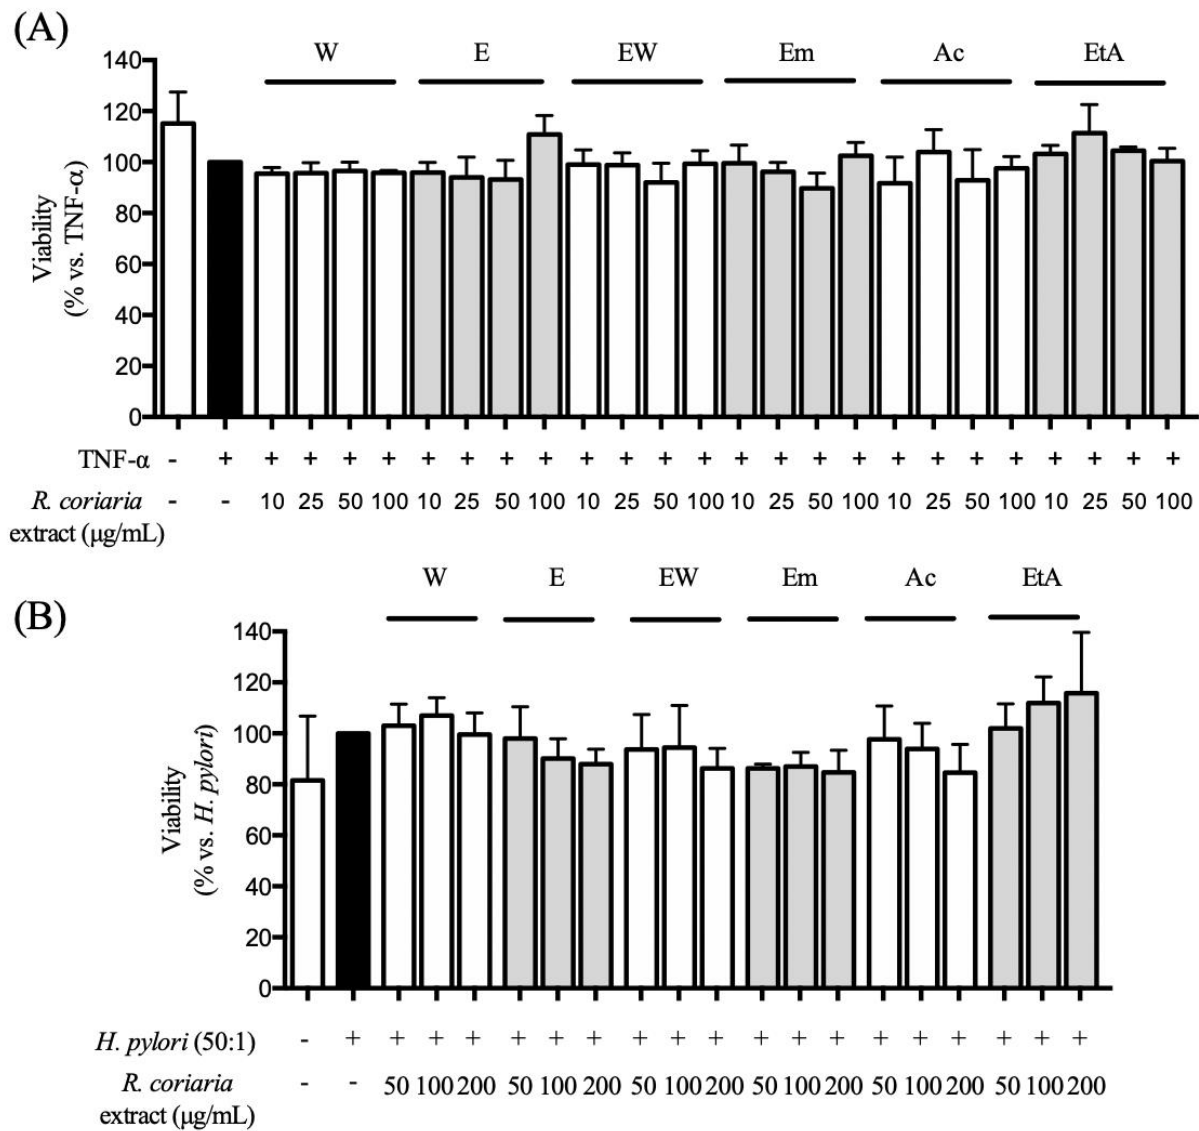 (A)
W E EW Em Ac EtA
140
120
100
80
60
40
20
0
Viability
(% vs. TNF-α)
TNF-α - + + + + + + + + + + + + + + + + + + + + + + + + +
R. coriaria - - 10 25 50 100 10 25 50 100 10 25 50 100 10 25 50 100 10 25 50 100 10 25 50 100
extract (µg/mL)
W E EW Em Ac EtA
(B)
140
120
100
80
60
40
20
0
Viability
(% vs. H. pylori)
H. pylori (50:1) - + + + + + + + + + + + + + + + + + + +
R. coriaria - - 50 100 200 50 100 200 50 100 200 50 100 200 50 100 200 50 100 200
extract (µg/mL)